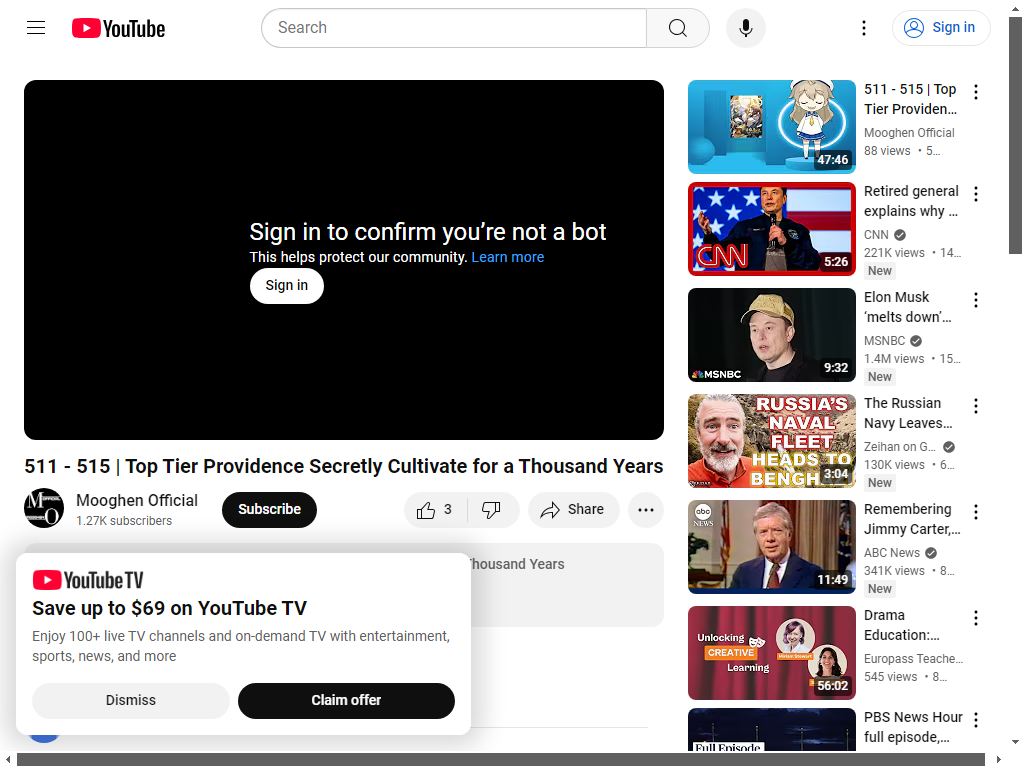 YouTube
Search
Sign in
Sign in to confirm you're not a bot
This helps protect our community. Learn more
Sign in
511 - 515 | Top Tier Providence Secretly Cultivate for a Thousand Years
Mooghen Official
1.27K subscribers
Subscribe
3
Share
Thousand Years
YouTube TV
Save up to $69 on YouTube TV
Enjoy 100+ live TV channels and on-demand TV with entertainment,
sports, news, and more
Dismiss
Claim offer
47:46
511 - 515 | Top
Tier Providen...
Mooghen Official
88 views • 5...
CNN
5:26
Retired general
explains why ...
CNN
221K views • 14...
New
MSNBC
9:32
Elon Musk
‘melts down’...
MSNBC
1.4M views • 15...
New
RUSSIA'S
NAVAL
FLEET
HEADS TO
BENGH
3:04
The Russian
Navy Leaves...
Zeihan on G...
130K views • 6...
New
abc
NEWS
11:49
Remembering
Jimmy Carter,...
ABC News
341K views • 8...
New
Unlocking
CREATIVE
Learning
Miriam Stewart
56:02
Drama
Education:...
Europass Teache...
545 views • 8...
Full Episode
PBS News Hour
full episode,...